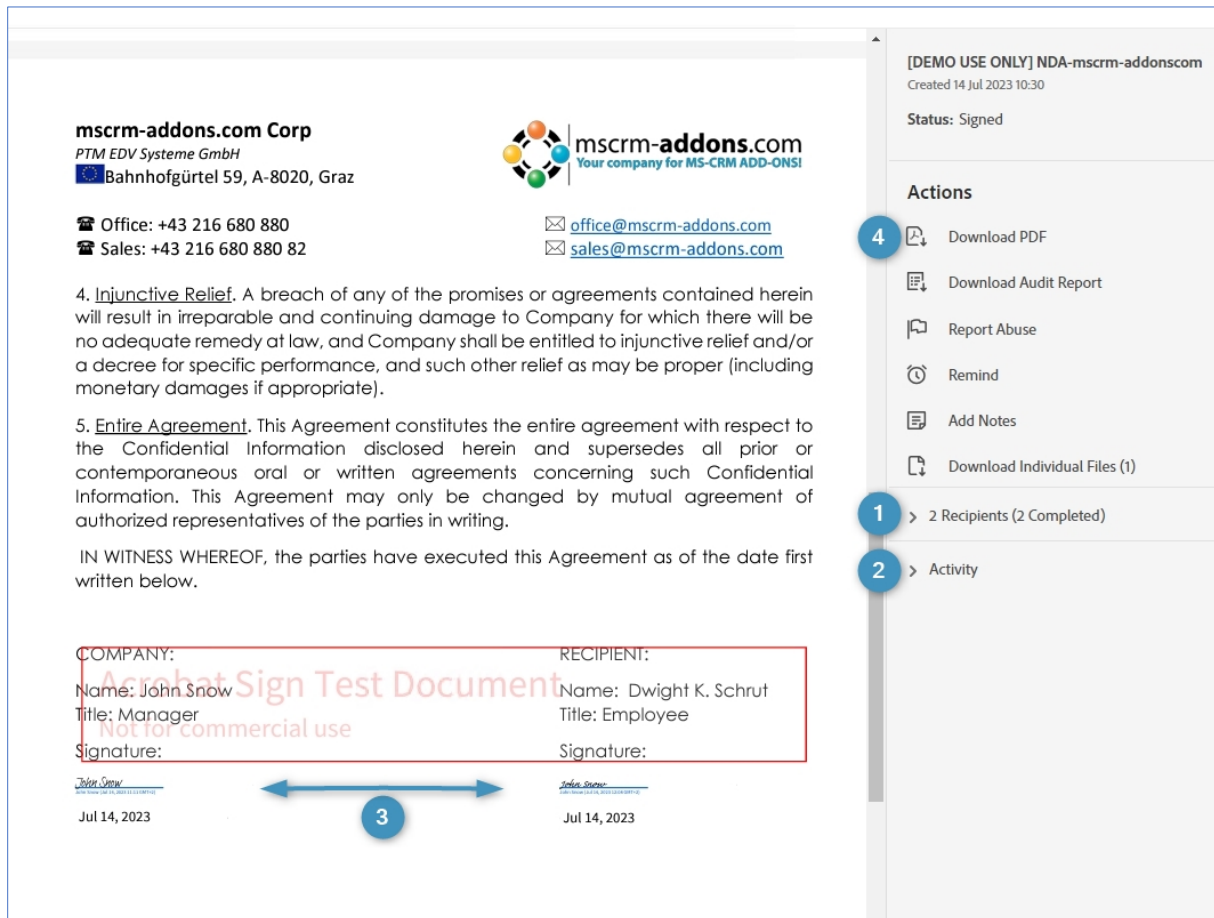 mscrm-addons.com Corp
PTM EDV Systeme GmbH
Bahnhofgürtel 59, A-8020, Graz
mscrm-addons.com
Your company for MS-CRM ADD-ONS!
Office: +43 216 680 880
Sales: +43 216 680 880 82
office@mscrm-addons.com
sales@mscrm-addons.com
4. Injunctive Relief. A breach of any of the promises or agreements contained herein
will result in irreparable and continuing damage to Company for which there will be
no adequate remedy at law, and Company shall be entitled to injunctive relief and/or
a decree for specific performance, and such other relief as may be proper (including
monetary damages if appropriate).
5. Entire Agreement. This Agreement constitutes the entire agreement with respect to
the Confidential Information disclosed herein and supersedes all prior or
contemporaneous oral or written agreements concerning such Confidential
Information. This Agreement may only be changed by mutual agreement of
authorized representatives of the parties in writing.
IN WITNESS WHEREOF, the parties have executed this Agreement as of the date first
written below.
Acrobat Sign Test Document
Not for commercial use
COMPANY:
Name: John Snow
Title: Manager
Signature:
John Snow
Jul 14, 2023
3
RECIPIENT:
Name: Dwight K. Schrut
Title: Employee
Signature:
John Snow
Jul 14, 2023
[DEMO USE ONLY] NDA-mscrm-addonscom
Created 14 Jul 2023 10:30
Status: Signed
Actions
4 Download PDF
Download Audit Report
Report Abuse
Remind
Add Notes
Download Individual Files (1)
1 > 2 Recipients (2 Completed)
2 > Activity